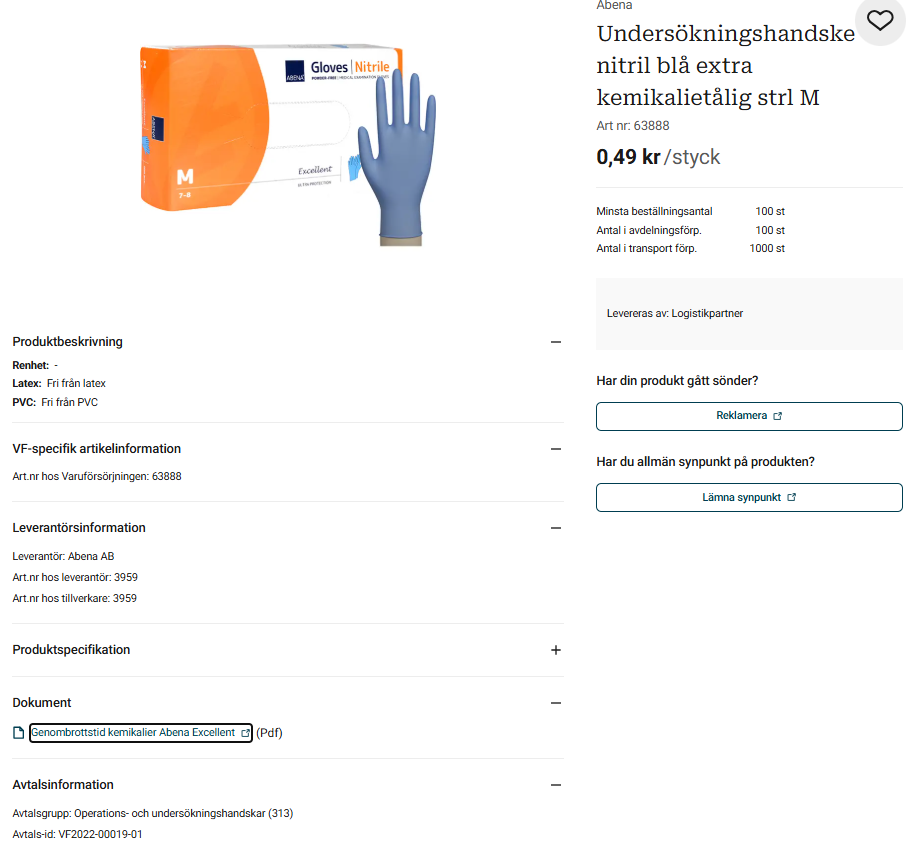 Abena
Undersökningshandske
nitril blå extra
kemikalietålig strl M
Art nr: 63888
0,49 kr /styck
Minsta beställningsantal 100 st
Antal i avdelningsförp. 100 st
Antal i transport förp. 1000 st
Levereras av: Logistikpartner
Har din produkt gått sönder?
Reklamera
Har du allmän synpunkt på produkten?
Lämna synpunkt
ABENA
Gloves | Nitrile
POWDER-FREE | MEDICAL EXAMINATION GLOVES
M
7-8
Excellent
ULTRA PROTECTION
Produktbeskrivning
Renhet: -
Latex: Fri från latex
PVC: Fri från PVC
VF-specifik artikelinformation
Art.nr hos Varuförsörjningen: 63888
Leverantörsinformation
Leverantör: Abena AB
Art.nr hos leverantör: 3959
Art.nr hos tillverkare: 3959
Produktspecifikation
Dokument
Genombrottstid kemikalier Abena Excellent (Pdf)
Avtalsinformation
Avtalsgrupp: Operations- och undersökningshandskar (313)
Avtals-id: VF2022-00019-01